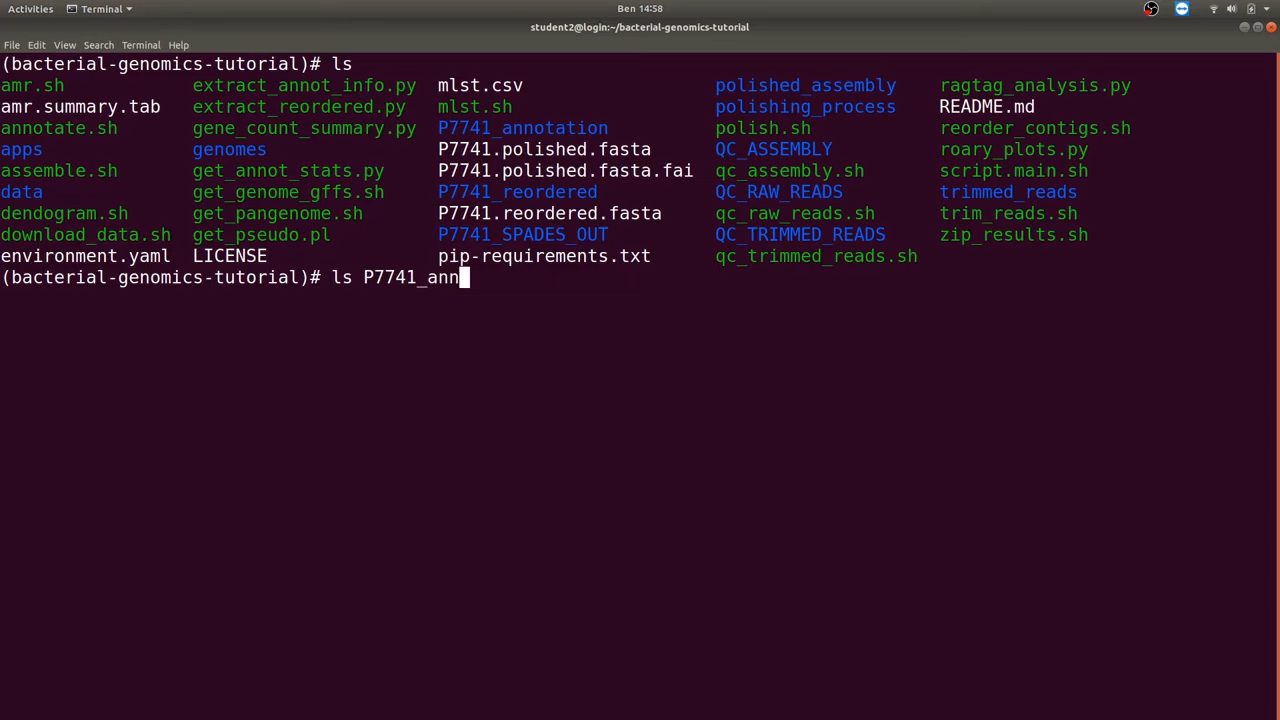 Activities Terminal Ben 14:58
student2@login:~/bacterial-genomics-tutorial
File Edit View Search Terminal Help
(bacterial-genomics-tutorial)# ls
amr.sh extract_annot_info.py mlst.csv polished_assembly ragtag_analysis.py
amr.summary.tab extract_reordered.py mlst.sh polishing_process README.md
annotate.sh gene_count_summary.py P7741_annotation polish.sh reorder_contigs.sh
apps genomes P7741.polished.fasta QC_ASSEMBLY roary_plots.py
assemble.sh get_annot_stats.py P7741.polished.fasta.fai qc_assembly.sh script.main.sh
data get_genome_gffs.sh P7741_reordered QC_RAW_READS trimmed_reads
dendogram.sh get_pangenome.sh P7741.reordered.fasta qc_raw_reads.sh trim_reads.sh
download_data.sh get_pseudo.pl P7741_SPADES_OUT QC_TRIMMED_READS zip_results.sh
environment.yaml LICENSE pip-requirements.txt qc_trimmed_reads.sh
(bacterial-genomics-tutorial)# ls P7741_ann